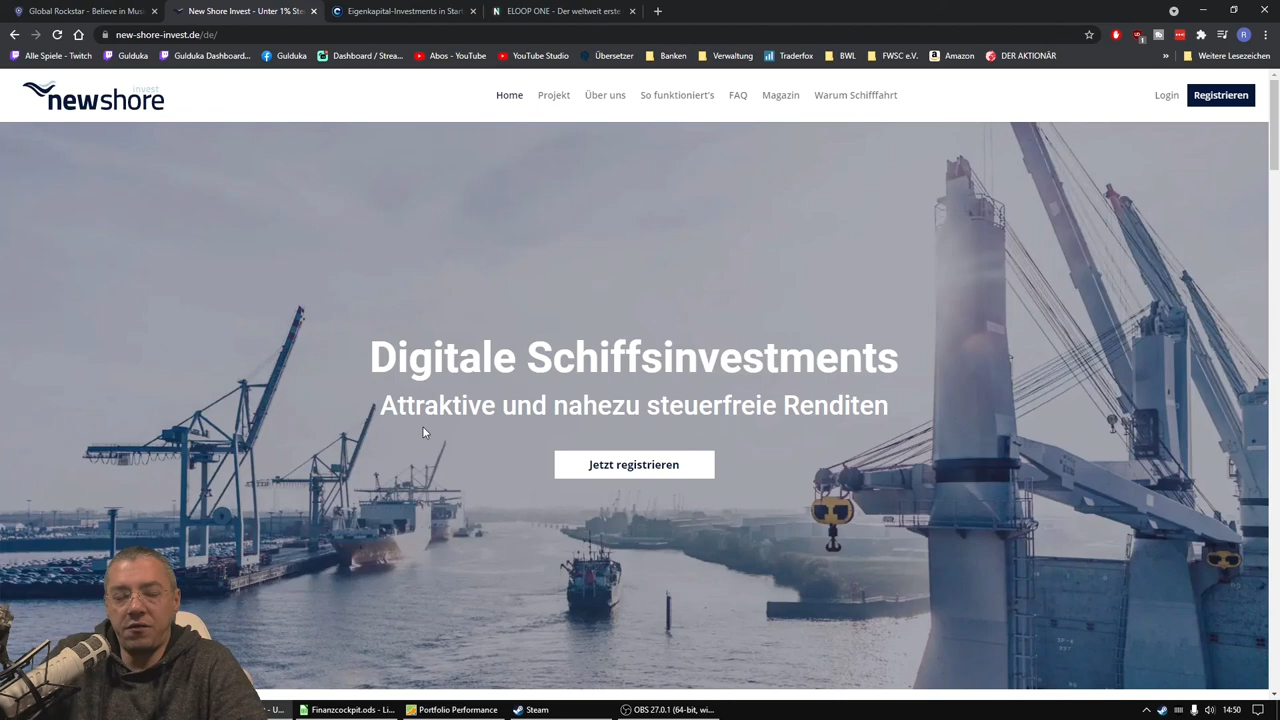 Global Rockstar - Believe in Mus
New Shore Invest - Unter 1% Ste
Eigenkapital-Investments in Star
ELOOP ONE - Der weltweit erste
new-shore-invest.de/de/
Alle Spiele - Twitch
Gulduka
Gulduka Dashboard...
Gulduka
Dashboard / Strea...
Abos - YouTube
YouTube Studio
Übersetzer
Banken
Verwaltung
Traderfox
BWL
FWSC e.V.
Amazon
DER AKTIONÄR
»
Weitere Lesezeichen
invest
newshore
Home
Projekt
Über uns
So funktioniert's
FAQ
Magazin
Warum Schifffahrt
Login
Registrieren
Digitale Schiffsinvestments
Attraktive und nahezu steuerfreie Renditen
Jetzt registrieren
Finanzcockpit.ods - Li...
Portfolio Performance
Steam
OBS 27.0.1 (64-bit, wi...
14:50